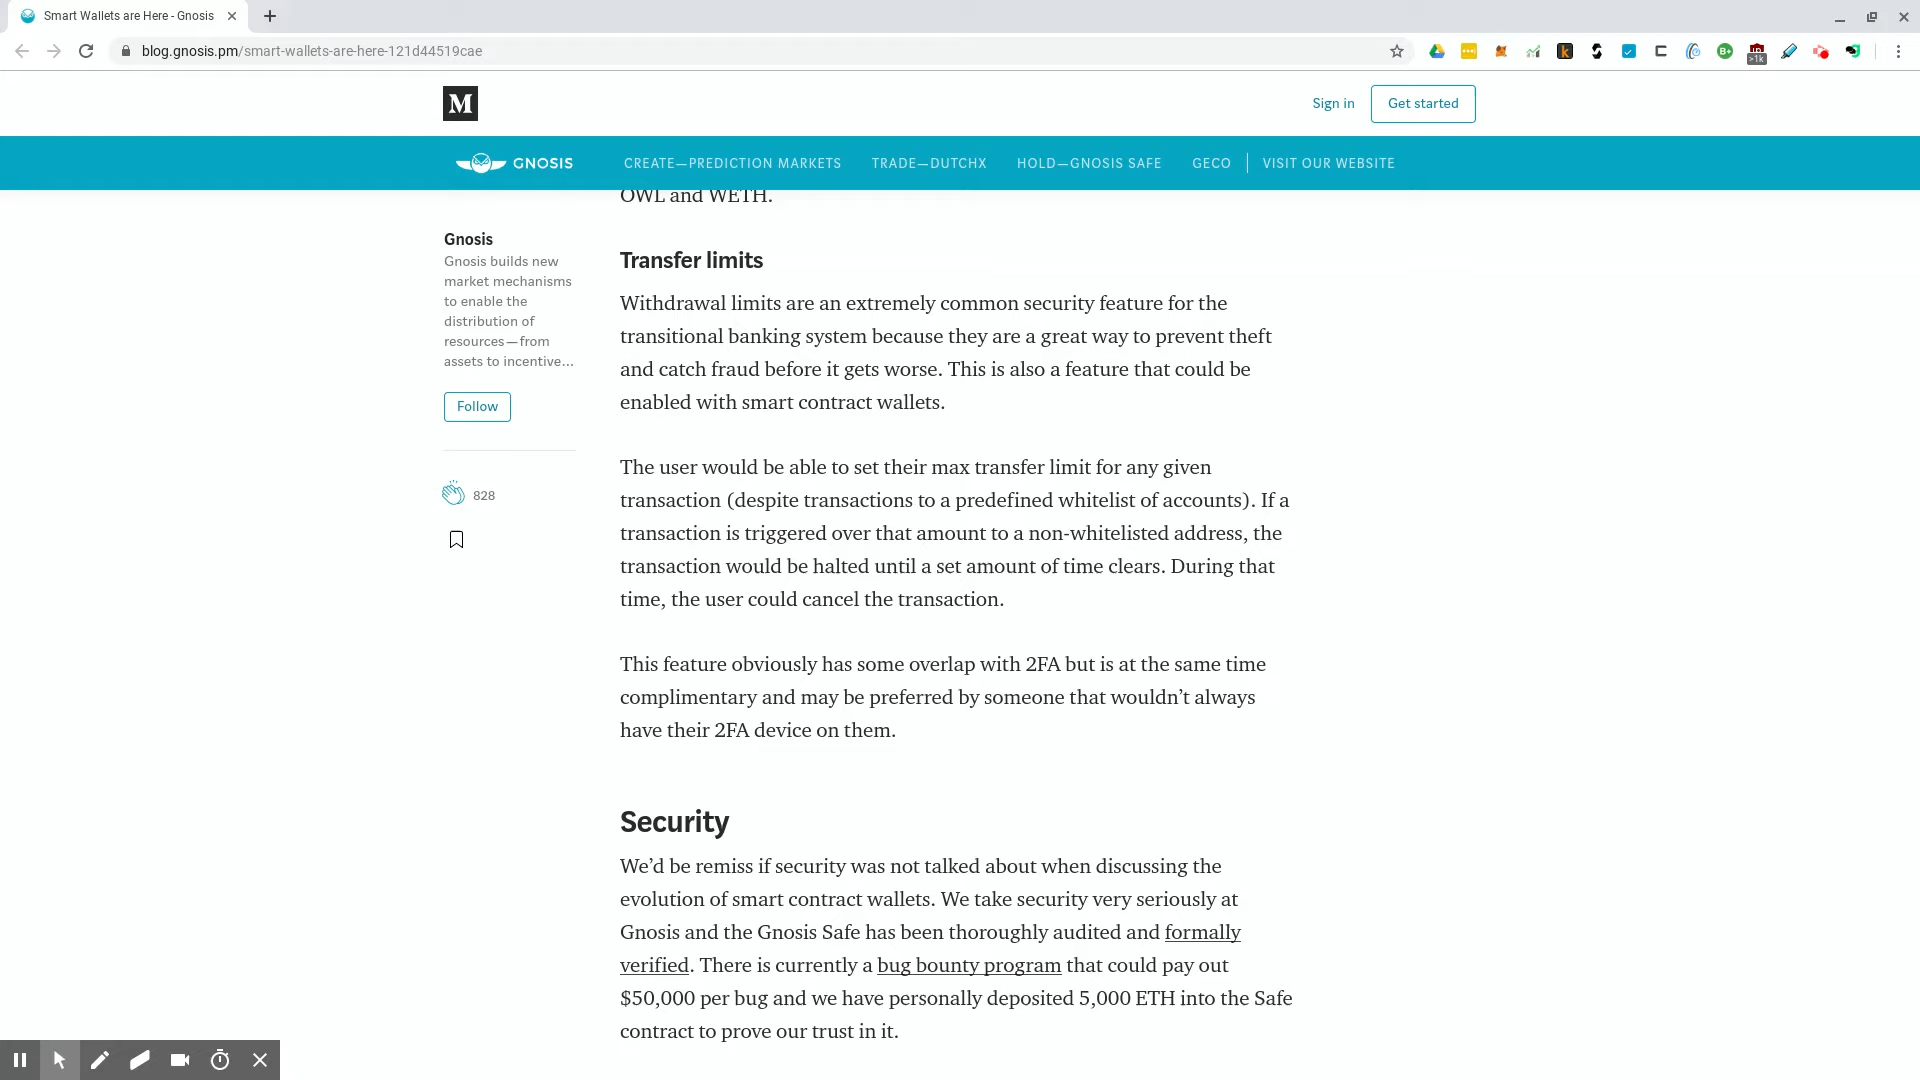 Smart Wallets are Here - Gnosis
blog.gnosis.pm/smart-wallets-are-here-121d44519cae
>1k
M
Sign in
Get started
GNOSIS
CREATE—PREDICTION MARKETS
TRADE—DUTCHX
HOLD—GNOSIS SAFE
GECO
VISIT OUR WEBSITE
OWL and WETH.
Gnosis
Gnosis builds new
market mechanisms
to enable the
distribution of
resources — from
assets to incentive…
Follow
828
Transfer limits
Withdrawal limits are an extremely common security feature for the
transitional banking system because they are a great way to prevent theft
and catch fraud before it gets worse. This is also a feature that could be
enabled with smart contract wallets.
The user would be able to set their max transfer limit for any given
transaction (despite transactions to a predefined whitelist of accounts). If a
transaction is triggered over that amount to a non-whitelisted address, the
transaction would be halted until a set amount of time clears. During that
time, the user could cancel the transaction.
This feature obviously has some overlap with 2FA but is at the same time
complimentary and may be preferred by someone that wouldn’t always
have their 2FA device on them.
Security
We’d be remiss if security was not talked about when discussing the
evolution of smart contract wallets. We take security very seriously at
Gnosis and the Gnosis Safe has been thoroughly audited and formally
verified. There is currently a bug bounty program that could pay out
$50,000 per bug and we have personally deposited 5,000 ETH into the Safe
contract to prove our trust in it.